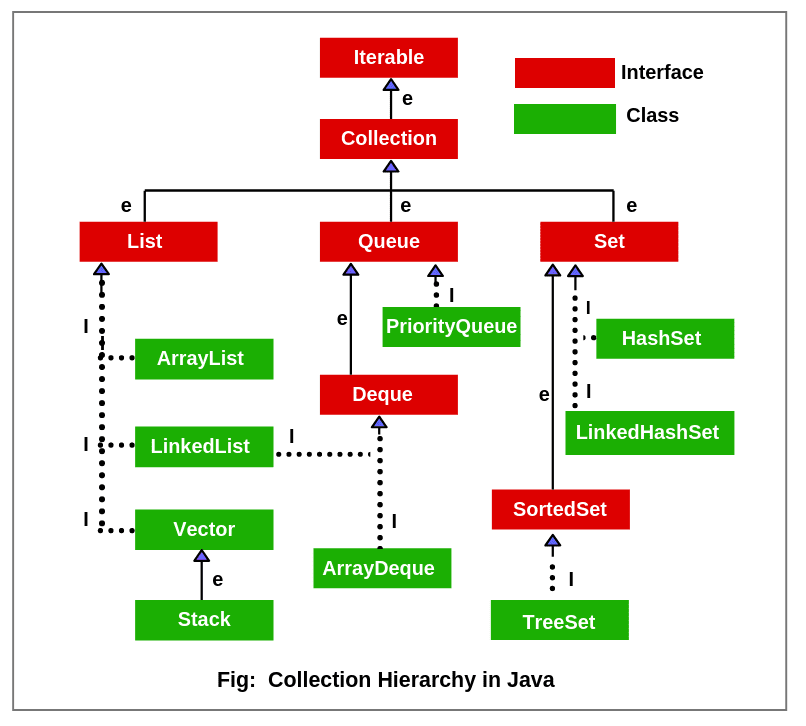 Iterable
Interface
e
Class
Collection
e
e
e
List
Queue
Set
I
I
e
I
PriorityQueue
HashSet
ArrayList
Deque
e
I
LinkedHashSet
I
LinkedList
I
SortedSet
I
Vector
I
ArrayDeque
e
I
Stack
TreeSet
Fig: Collection Hierarchy in Java